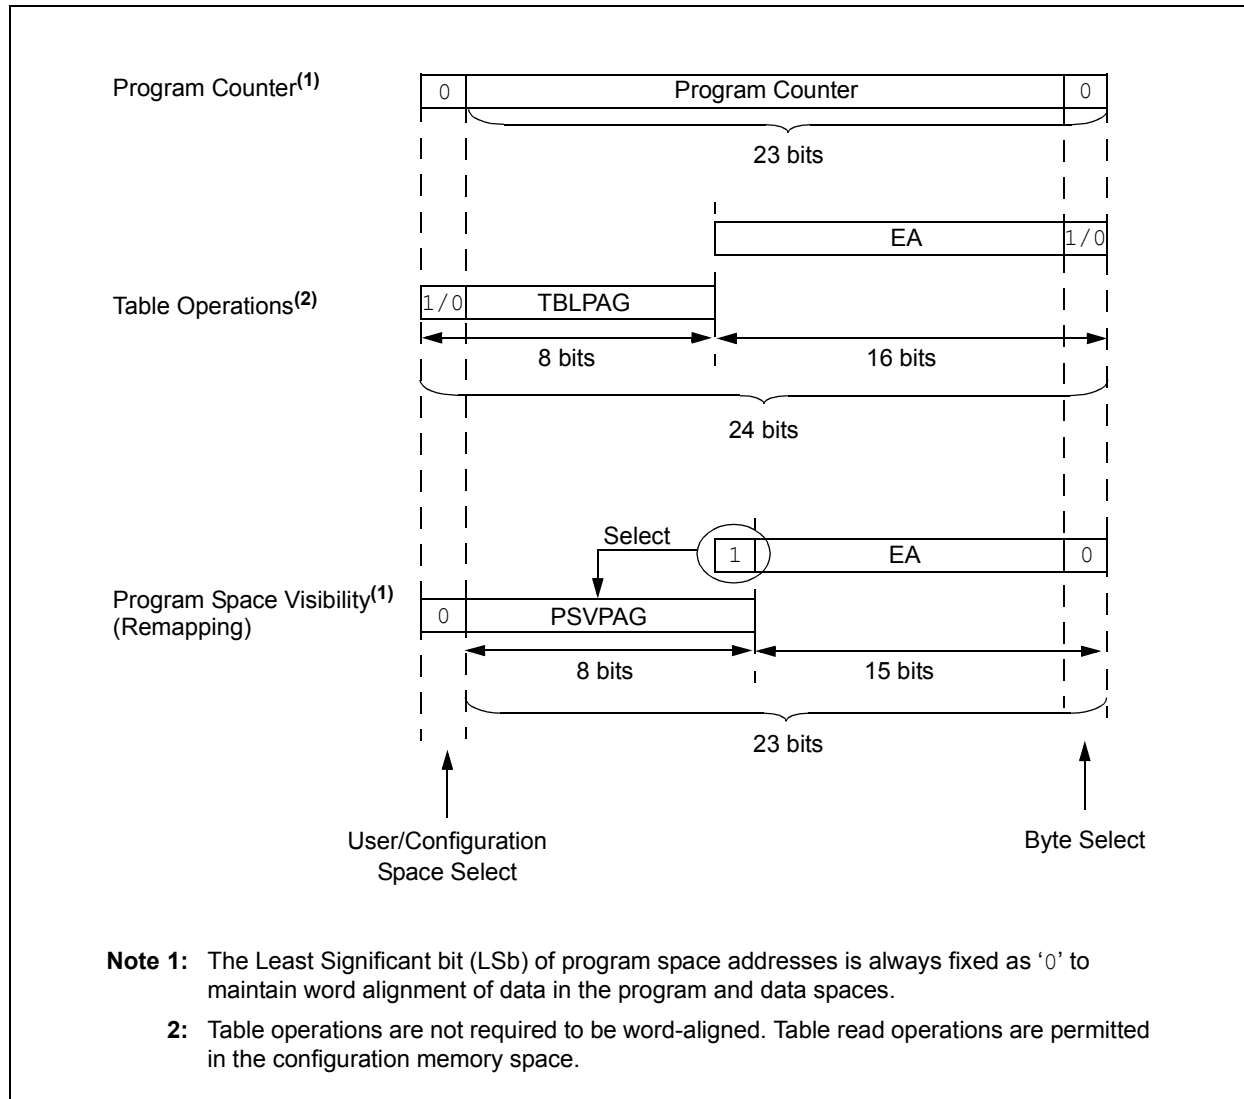 Program Counter(1)
0
Program Counter
0
23 bits
EA
1/0
Table Operations(2)
1/0
TBLPAG
8 bits
16 bits
24 bits
Select
1
EA
0
Program Space Visibility(1)
(Remapping)
0
PSVPAG
8 bits
15 bits
23 bits
User/Configuration
Space Select
Byte Select
Note 1: The Least Significant bit (LSb) of program space addresses is always fixed as ‘0’ to
maintain word alignment of data in the program and data spaces.
2: Table operations are not required to be word-aligned. Table read operations are permitted
in the configuration memory space.